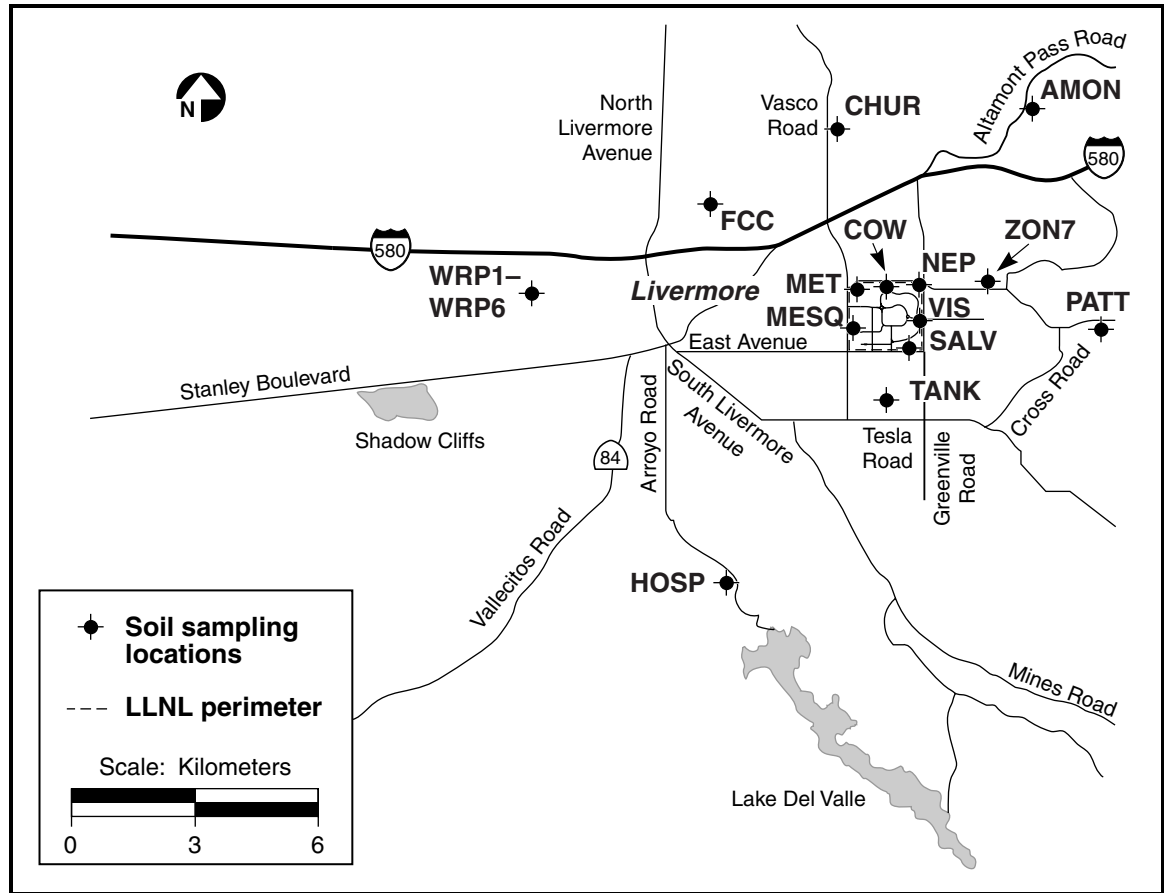 Altamont Pass Road
AMON
North
Livermore
Avenue
Vasco
Road
CHUR
N
580
FCC
COW
ZON7
580
WRP1–
WRP6
Livermore
MET
NEP
PATT
MESQ
VIS
East Avenue
SALV
Stanley Boulevard
Shadow Cliffs
South Livermore
Avenue
TANK
Cross Road
84
Arroyo Road
Tesla
Road
Greenville
Road
Vallecitos Road
HOSP
Mines Road
Lake Del Valle
Soil sampling
locations
LLNL perimeter
Scale: Kilometers
0 3 6